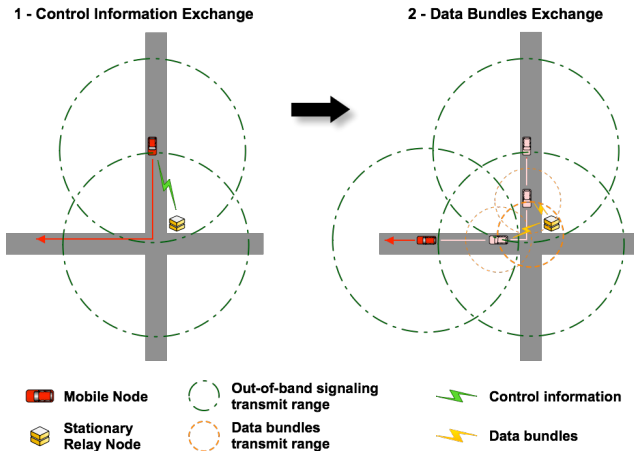 1 - Control Information Exchange
2 - Data Bundles Exchange
Mobile Node
Stationary
Relay Node
Out-of-band signaling
transmit range
Data bundles
transmit range
Control information
Data bundles